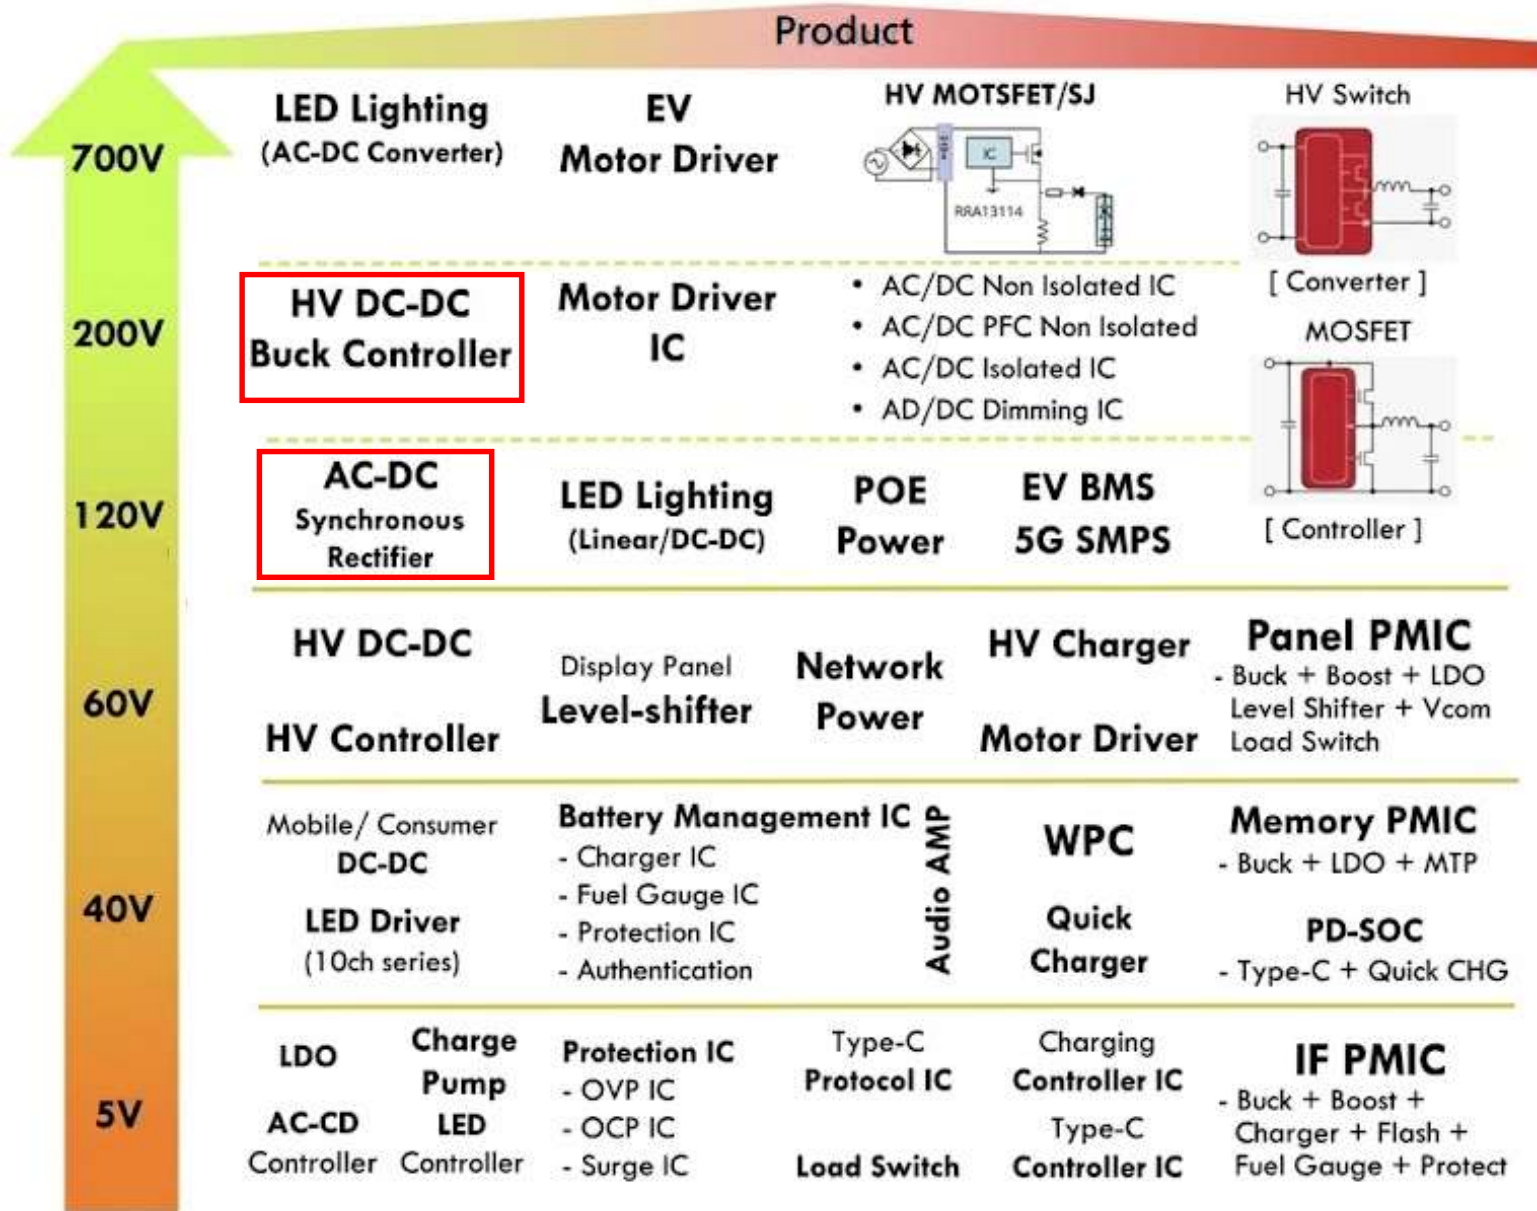 Product
700V
LED Lighting
(AC-DC Converter)
EV
Motor Driver
HV MOTSFET/SJ
IC
RRA13114
HV Switch
[ Converter ]
200V
HV DC-DC
Buck Controller
Motor Driver
IC
• AC/DC Non Isolated IC
• AC/DC PFC Non Isolated
• AC/DC Isolated IC
• AD/DC Dimming IC
MOSFET
[ Controller ]
120V
AC-DC
Synchronous
Rectifier
LED Lighting
(Linear/DC-DC)
POE
Power
EV BMS
5G SMPS
60V
HV DC-DC
HV Controller
Display Panel
Level-shifter
Network
Power
HV Charger
Motor Driver
Panel PMIC
- Buck + Boost + LDO
Level Shifter + Vcom
Load Switch
40V
Mobile/ Consumer
DC-DC
LED Driver
(10ch series)
Battery Management IC
- Charger IC
- Fuel Gauge IC
- Protection IC
- Authentication
Audio AMP
WPC
Quick
Charger
Memory PMIC
- Buck + LDO + MTP
PD-SOC
- Type-C + Quick CHG
5V
LDO
AC-CD
Controller
Charge
Pump
LED
Controller
Protection IC
- OVP IC
- OCP IC
- Surge IC
Type-C
Protocol IC
Load Switch
Charging
Controller IC
Type-C
Controller IC
IF PMIC
- Buck + Boost +
Charger + Flash +
Fuel Gauge + Protect